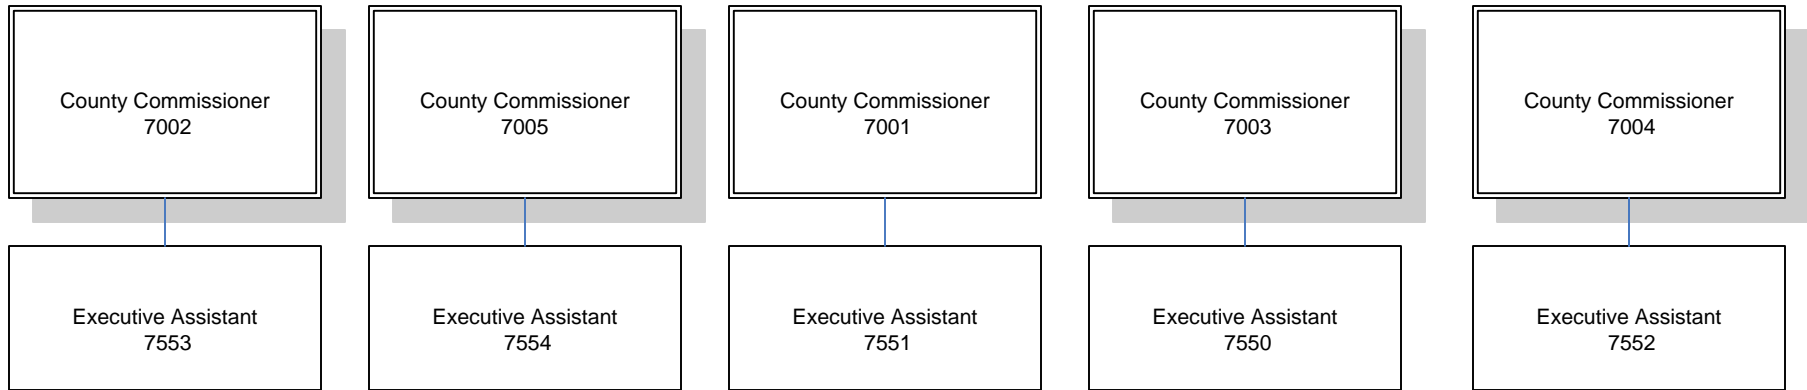 County Commissioner
7002
County Commissioner
7005
County Commissioner
7001
County Commissioner
7003
County Commissioner
7004
Executive Assistant
7553
Executive Assistant
7554
Executive Assistant
7551
Executive Assistant
7550
Executive Assistant
7552